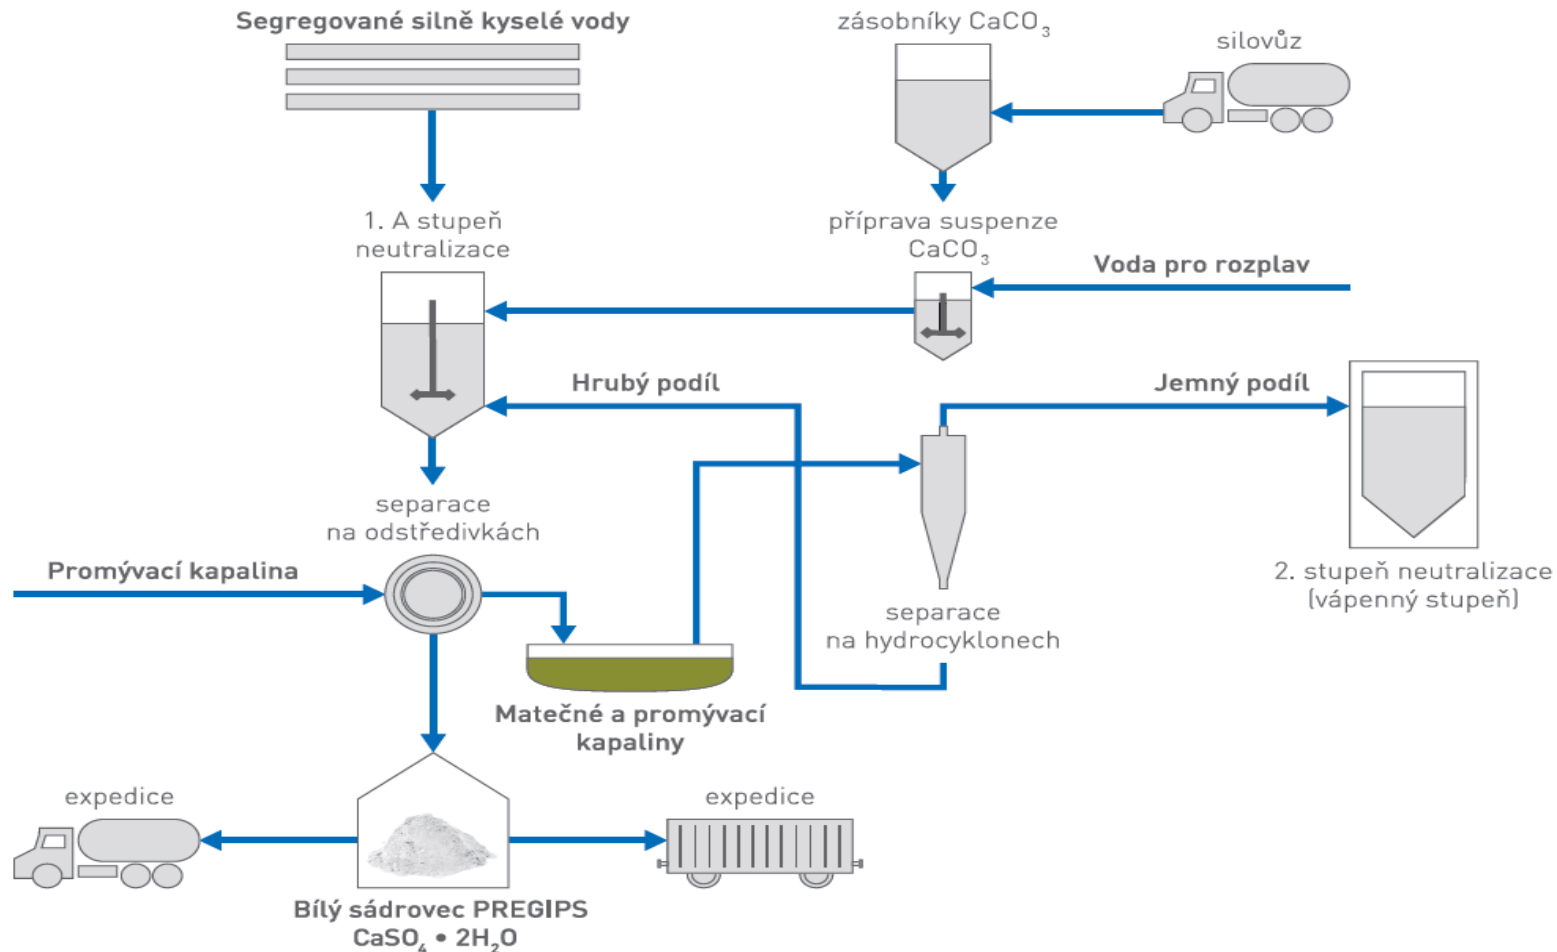 Segregované silně kyselé vody
zásobníky CaCO₃
silovůz
1. A stupeň
neutralizace
příprava suspenze
CaCO₃
Voda pro rozplav
Hrubý podíl
Jemný podíl
separace
na odstředivkách
Promývací kapalina
2. stupeň neutralizace
(vápenný stupeň)
separace
na hydrocyklonech
Matečné a promývací
kapaliny
expedice
expedice
Bílý sádrovec PREGIPS
CaSO₄ • 2H₂O